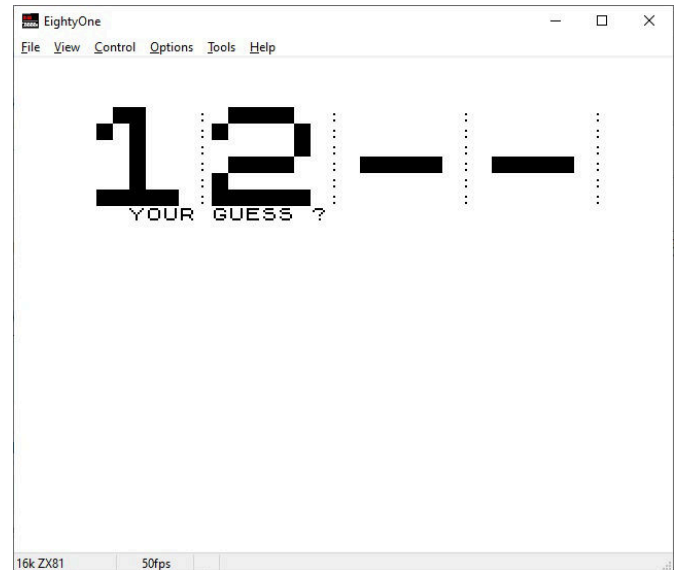 EightyOne
File View Control Options Tools Help
12--
YOUR GUESS ?
16k ZX81 50fps